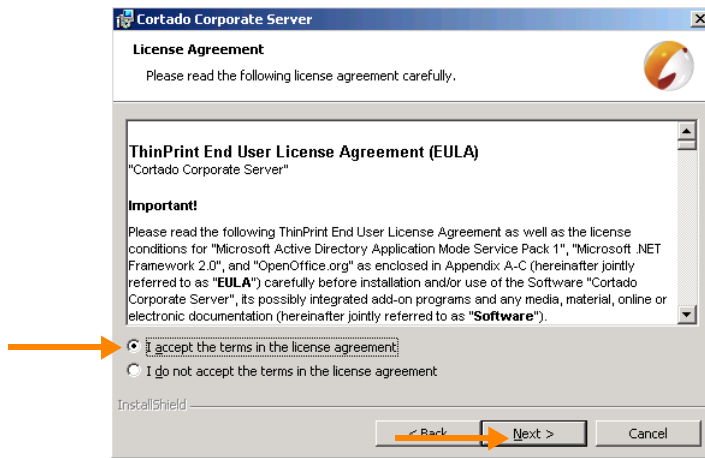 Cortado Corporate Server
License Agreement
Please read the following license agreement carefully.
ThinPrint End User License Agreement (EULA)
"Cortado Corporate Server"
Important!
Please read the following ThinPrint End User License Agreement as well as the license
conditions for "Microsoft Active Directory Application Mode Service Pack 1", "Microsoft .NET
Framework 2.0", and "OpenOffice.org" as enclosed in Appendix A-C (hereinafter jointly
referred to as "EULA") carefully before installation and/or use of the Software "Cortado
Corporate Server", its possibly integrated add-on programs and any media, material, online or
electronic documentation (hereinafter jointly referred to as "Software").
I accept the terms in the license agreement
I do not accept the terms in the license agreement
InstallShield
< Back Next > Cancel